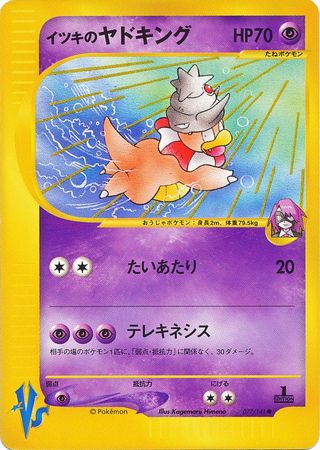 イツキのヤドキング HP70
たねポケモン
おうじゃポケモン:身長2m、体重79.5kg
たいあたり 20
テレキネシス
相手の場のポケモン1匹に、「弱点・抵抗力」に関係なく、30ダメージ。
弱点 抵抗力 にげる
© Pokémon Illus. Kagemaru Himeno 077/141
1
EDITION
VS